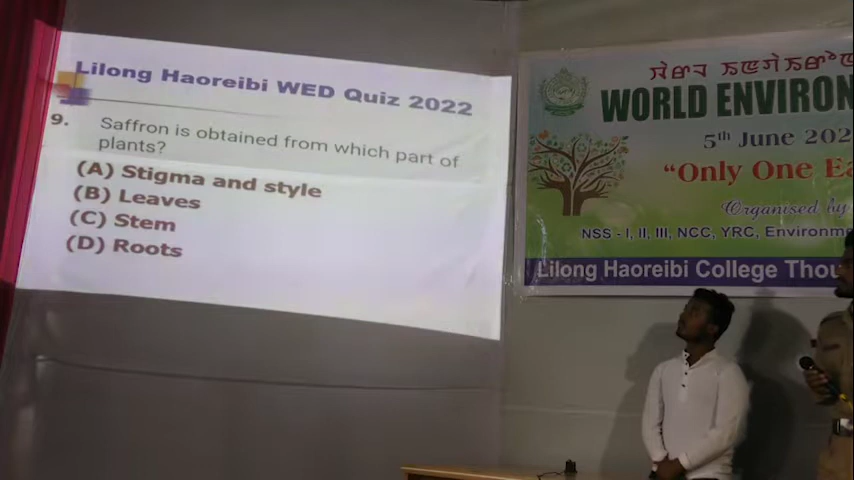 Lilong Haoreibi WED Quiz 2022
9. Saffron is obtained from which part of
plants?
(A) Stigma and style
(B) Leaves
(C) Stem
(D) Roots
WORLD ENVIRON
5th June 202
"Only One Ea
Organised by
NSS - I, II, III, NCC, YRC, Environme
Lilong Haoreibi College Thou